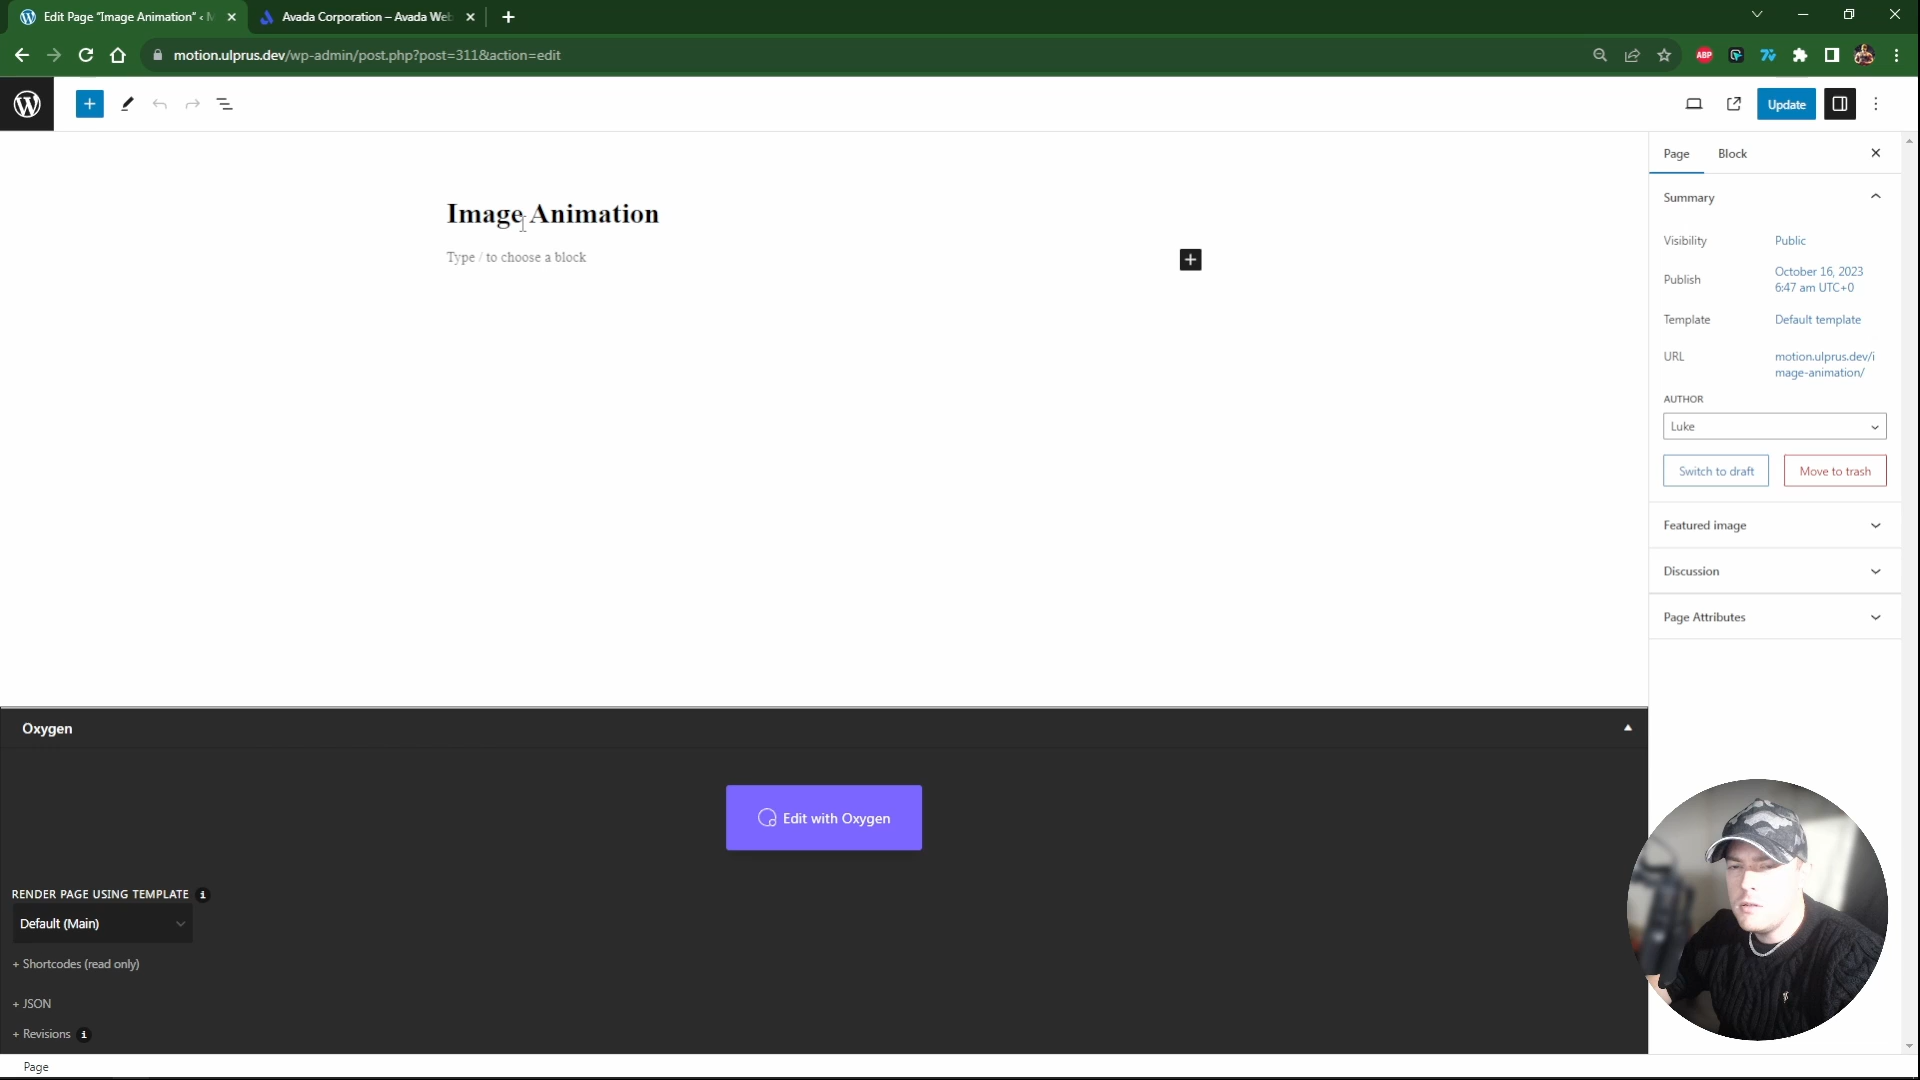 Edit Page "Image Animation" ‹ M
Avada Corporation – Avada Web
motion.ulprus.dev/wp-admin/post.php?post=311&action=edit
ABP
Update
Page
Block
Image Animation
Type / to choose a block
Summary
Visibility
Public
Publish
October 16, 2023
6:47 am UTC+0
Template
Default template
URL
motion.ulprus.dev/i
mage-animation/
AUTHOR
Luke
Switch to draft
Move to trash
Featured image
Discussion
Page Attributes
Oxygen
Edit with Oxygen
RENDER PAGE USING TEMPLATE i
Default (Main)
+ Shortcodes (read only)
+ JSON
+ Revisions i
Page